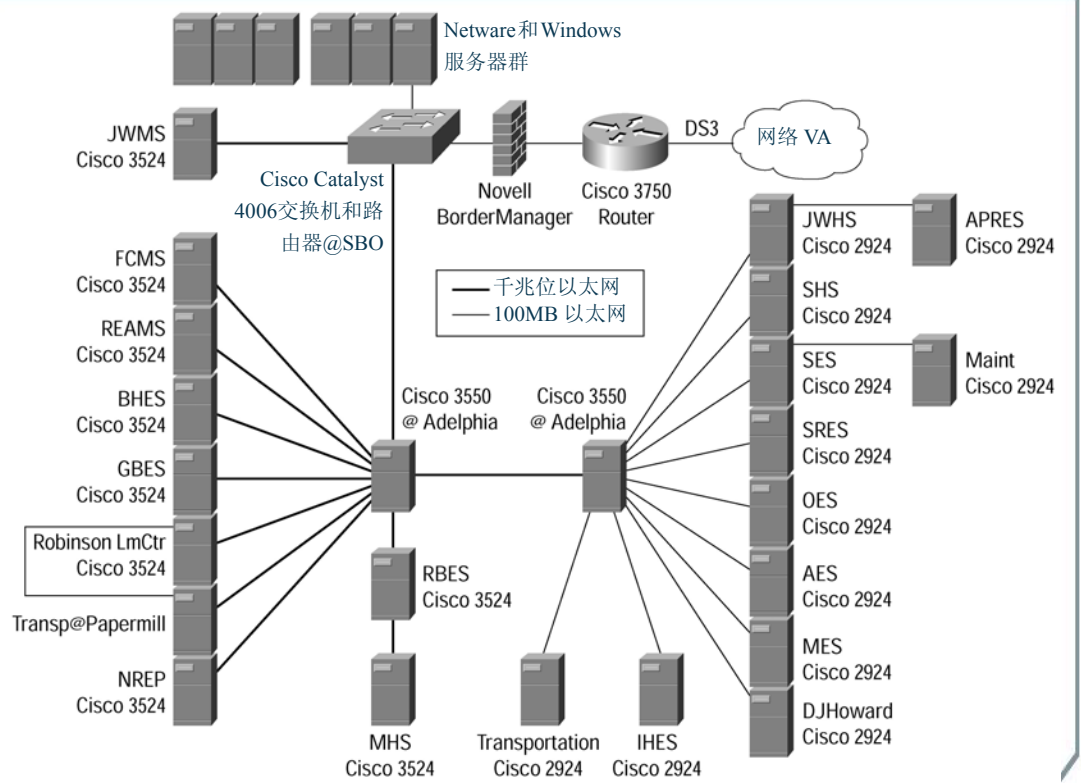 Netware和Windows
服务器群
JWMS
Cisco 3524
DS3
网络 VA
Cisco Catalyst
4006交换机和路
由器@SBO
Novell
BorderManager
Cisco 3750
Router
JWHS
Cisco 2924
APRES
Cisco 2924
FCMS
Cisco 3524
千兆位以太网
100MB 以太网
SHS
Cisco 2924
REAMS
Cisco 3524
SES
Cisco 2924
Maint
Cisco 2924
BHES
Cisco 3524
Cisco 3550
@ Adelphia
Cisco 3550
@ Adelphia
SRES
Cisco 2924
GBES
Cisco 3524
OES
Cisco 2924
Robinson LmCtr
Cisco 3524
RBES
Cisco 3524
AES
Cisco 2924
Transp@Papermill
MES
Cisco 2924
NREP
Cisco 3524
DJHoward
Cisco 2924
MHS
Cisco 3524
Transportation
Cisco 2924
IHES
Cisco 2924